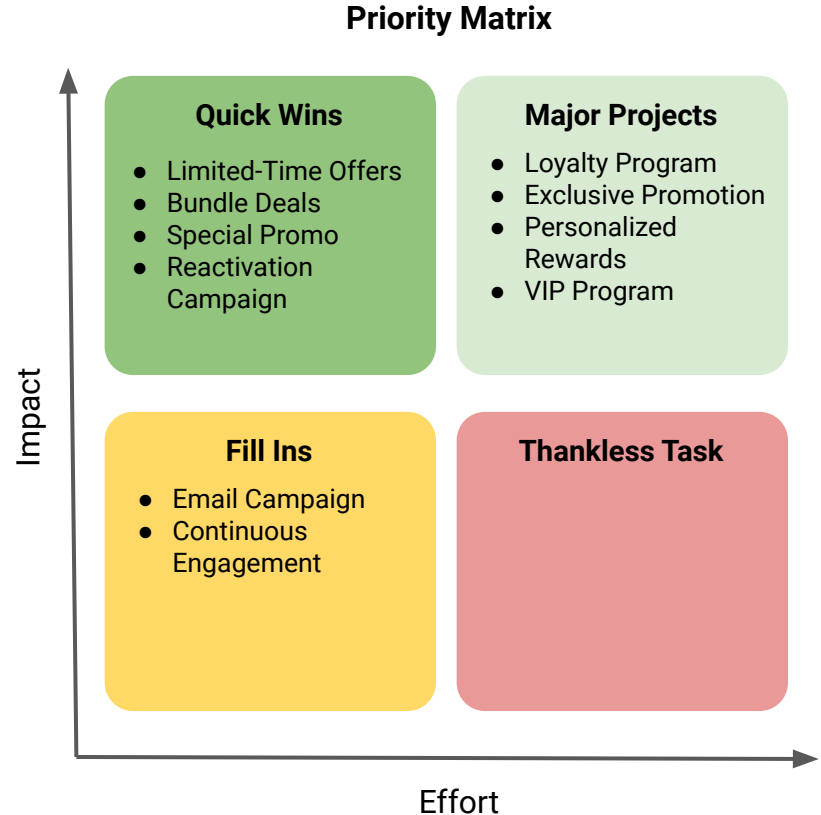 Priority Matrix
Quick Wins
● Limited-Time Offers
● Bundle Deals
● Special Promo
● Reactivation
Campaign
Major Projects
● Loyalty Program
● Exclusive Promotion
● Personalized
Rewards
● VIP Program
Impact
Fill Ins
● Email Campaign
● Continuous
Engagement
Thankless Task
Effort